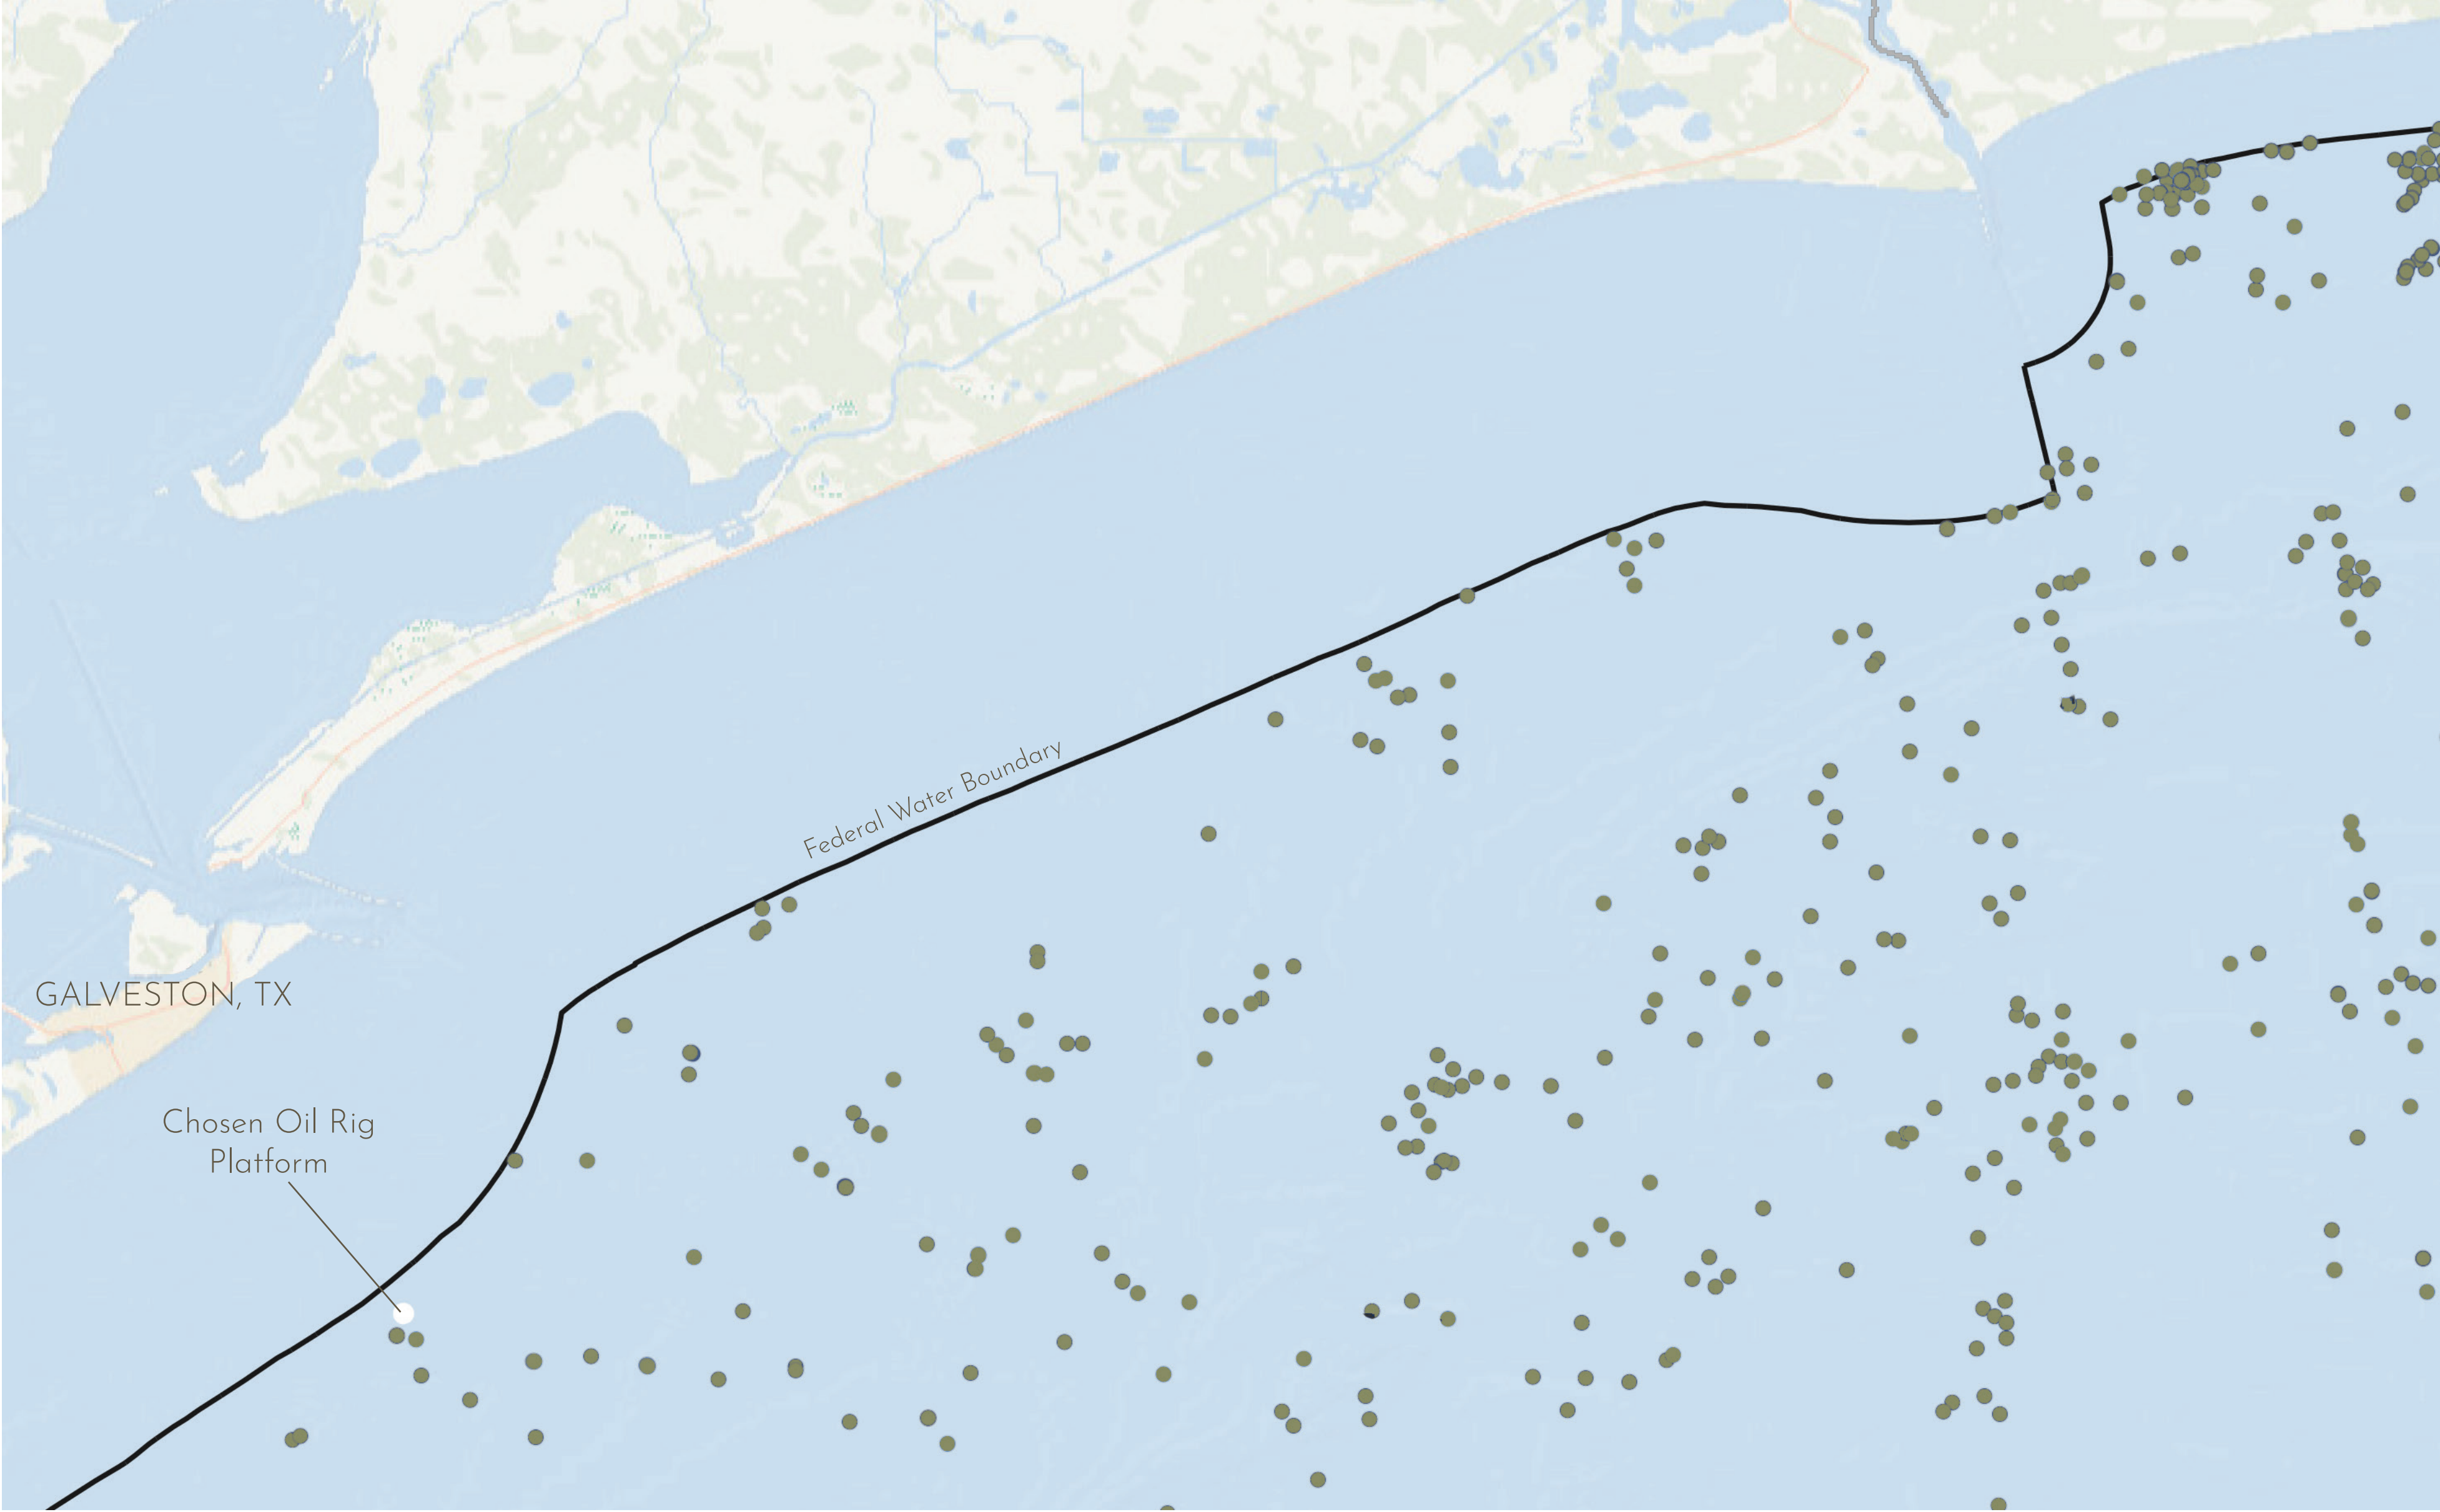 Federal Water Boundary
GALVESTON, TX
Chosen Oil Rig
Platform